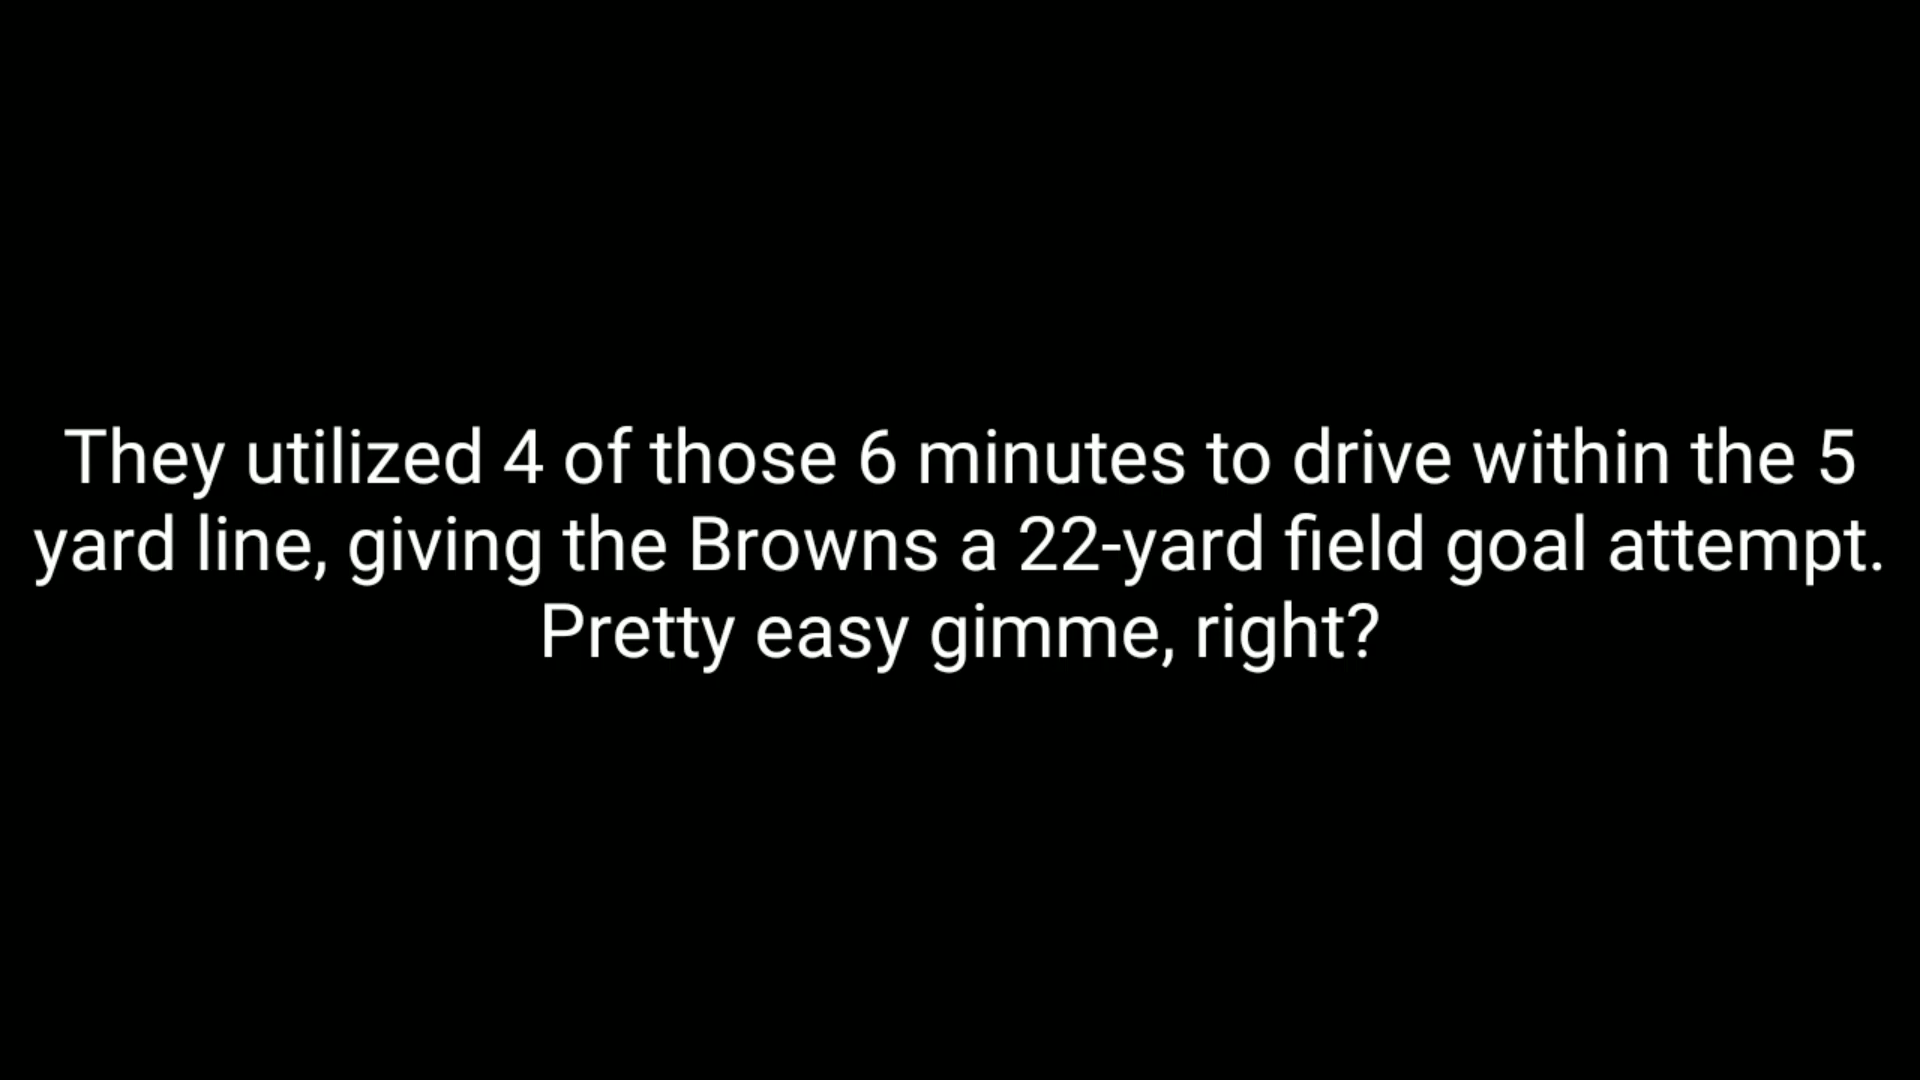 They utilized 4 of those 6 minutes to drive within the 5
yard line, giving the Browns a 22-yard field goal attempt.
Pretty easy gimme, right?